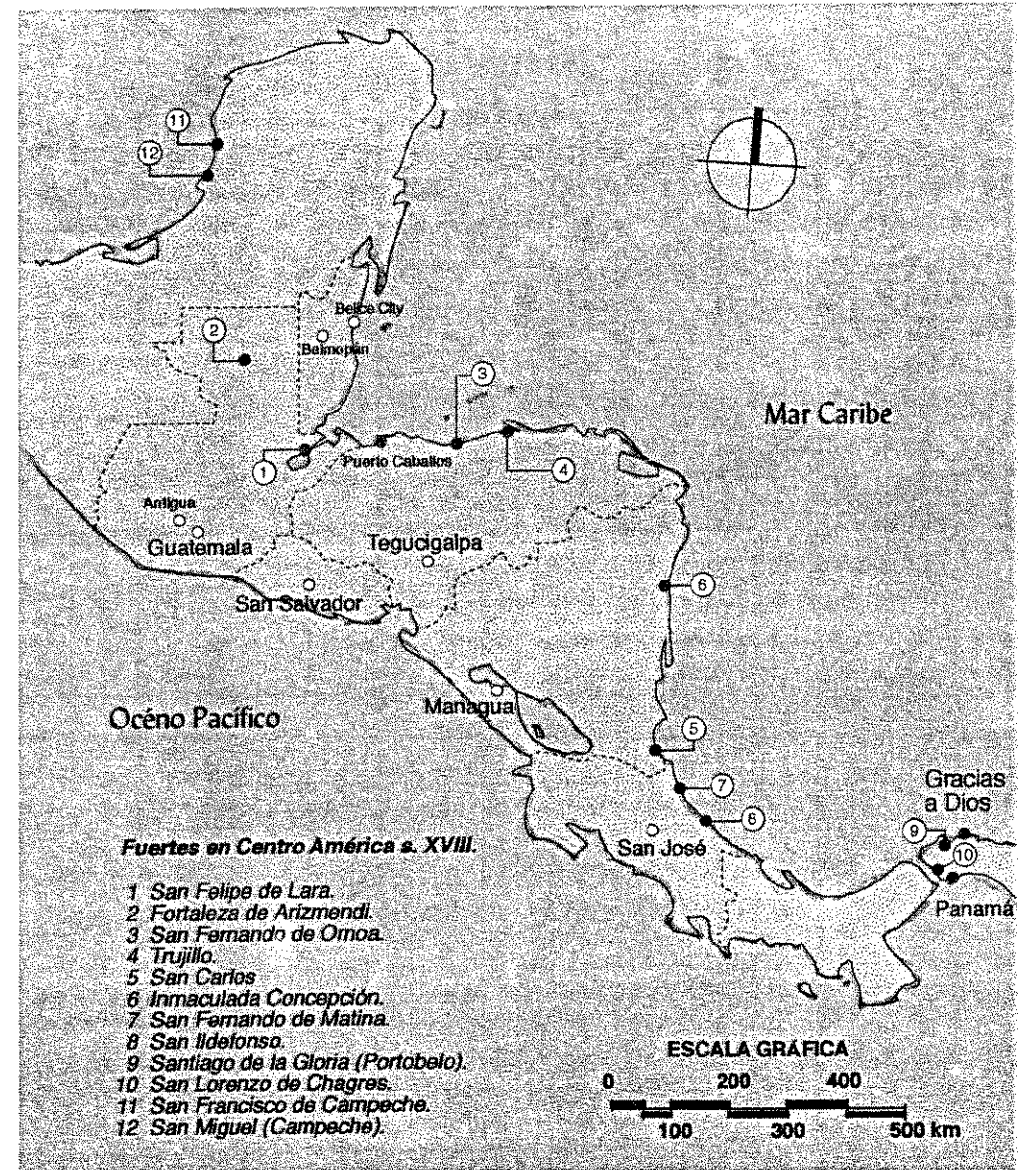 11
12
2
Belice City
Belmopan
3
Mar Caribe
1
Puerto Caballos
4
Antigua
Guatemala
Tegucigalpa
San Salvador
6
Managua
Océno Pacífico
5
7
Gracias
a Dios
8
9
San José
10
Panamá
Fuertes en Centro América s. XVIII.
1 San Felipe de Lara.
2 Fortaleza de Arizmendi.
3 San Fernando de Omoa.
4 Trujillo.
5 San Carlos
6 Inmaculada Concepción.
7 San Fernando de Matina.
8 San Ildefonso.
9 Santiago de la Gloria (Portobelo).
10 San Lorenzo de Chagres.
11 San Francisco de Campeche.
12 San Miguel (Campeche).
ESCALA GRÁFICA
0 200 400
100 300 500 km